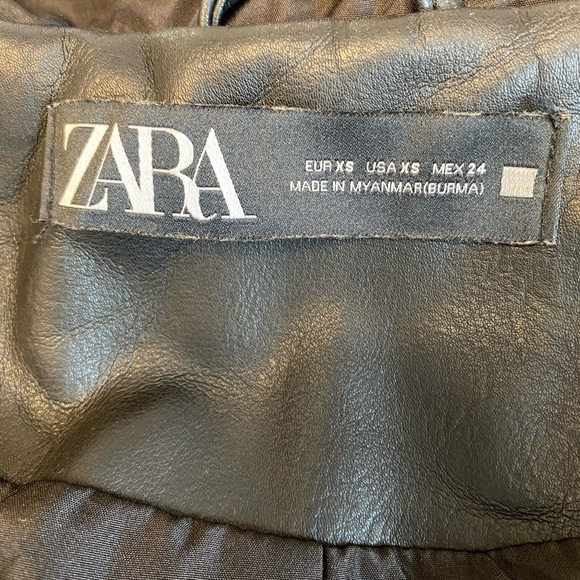 ZARA
EUR XS USA XS MEX 24
MADE IN MYANMAR(BURMA)